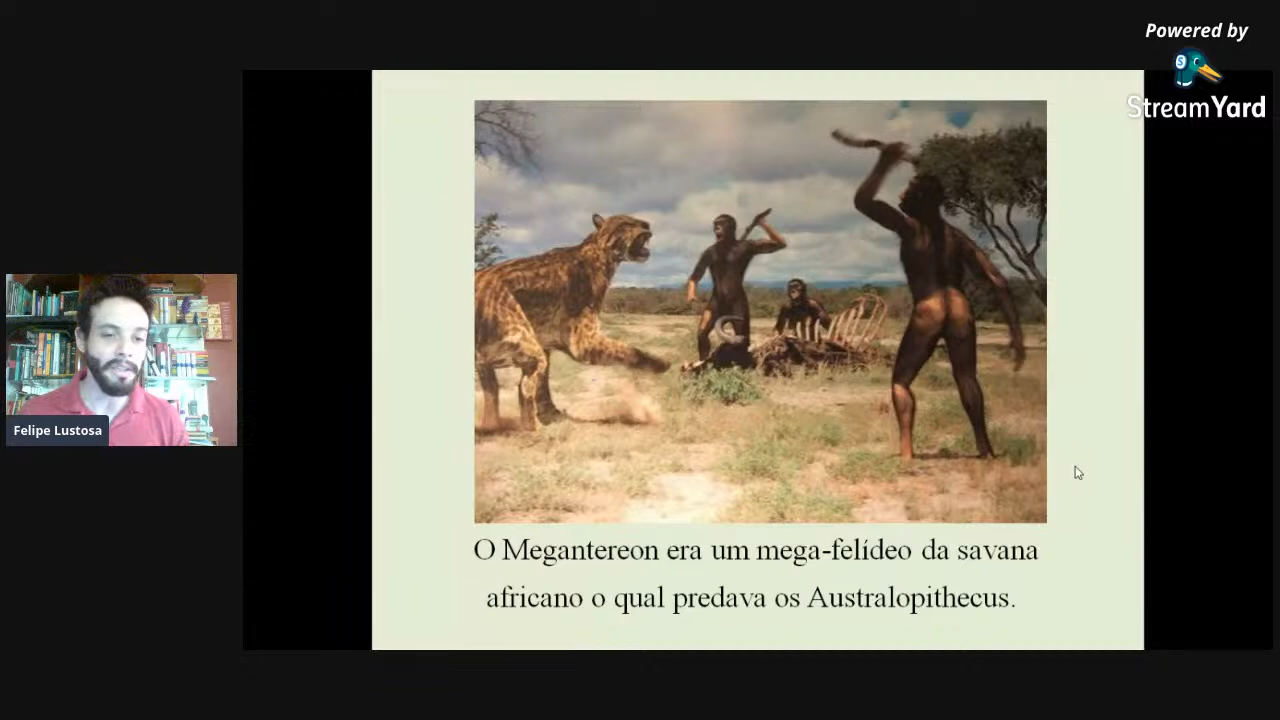 Powered by
StreamYard
Felipe Lustosa
O Megantereon era um mega-felídeo da savana
africano o qual predava os Australopithecus.